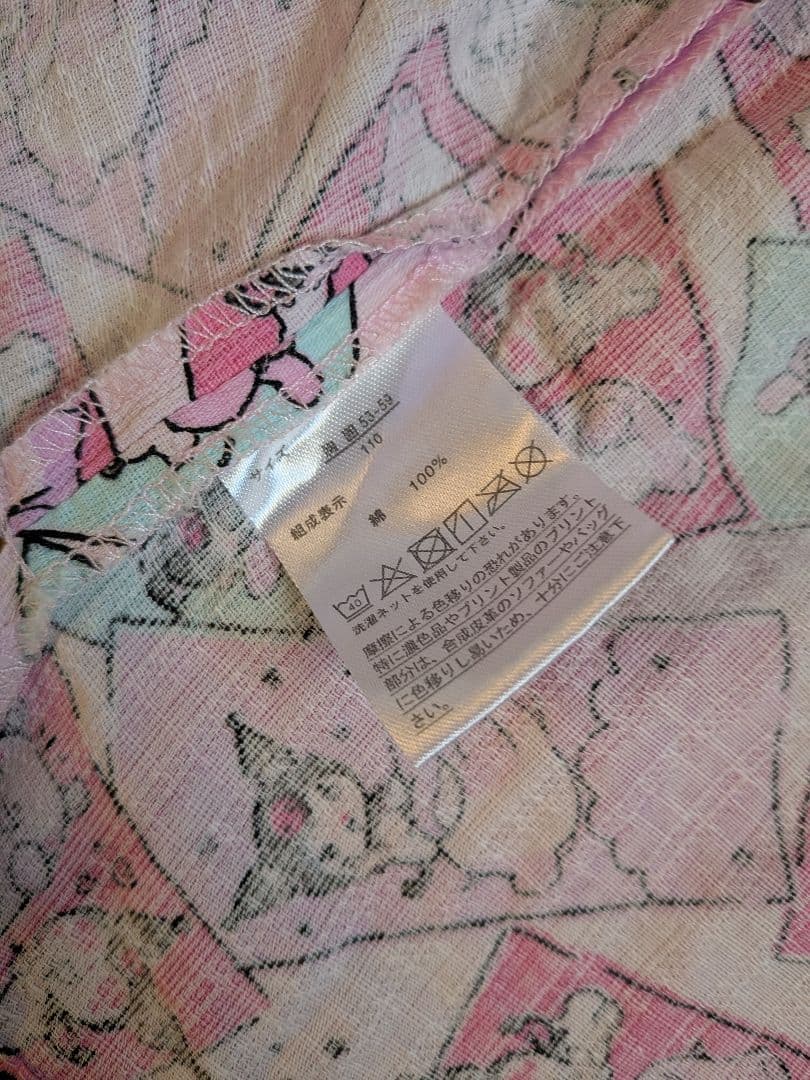 サイズ
胸囲 53-59
110
組成表示
綿 100%
40
洗濯ネットを使用して下さい。
摩擦による色移りの恐れがあります。
特に濃色品やプリント製品のプリント
部分は、合成皮革のソファーやバッグ
に色移りし易いため、十分にご注意下
さい。